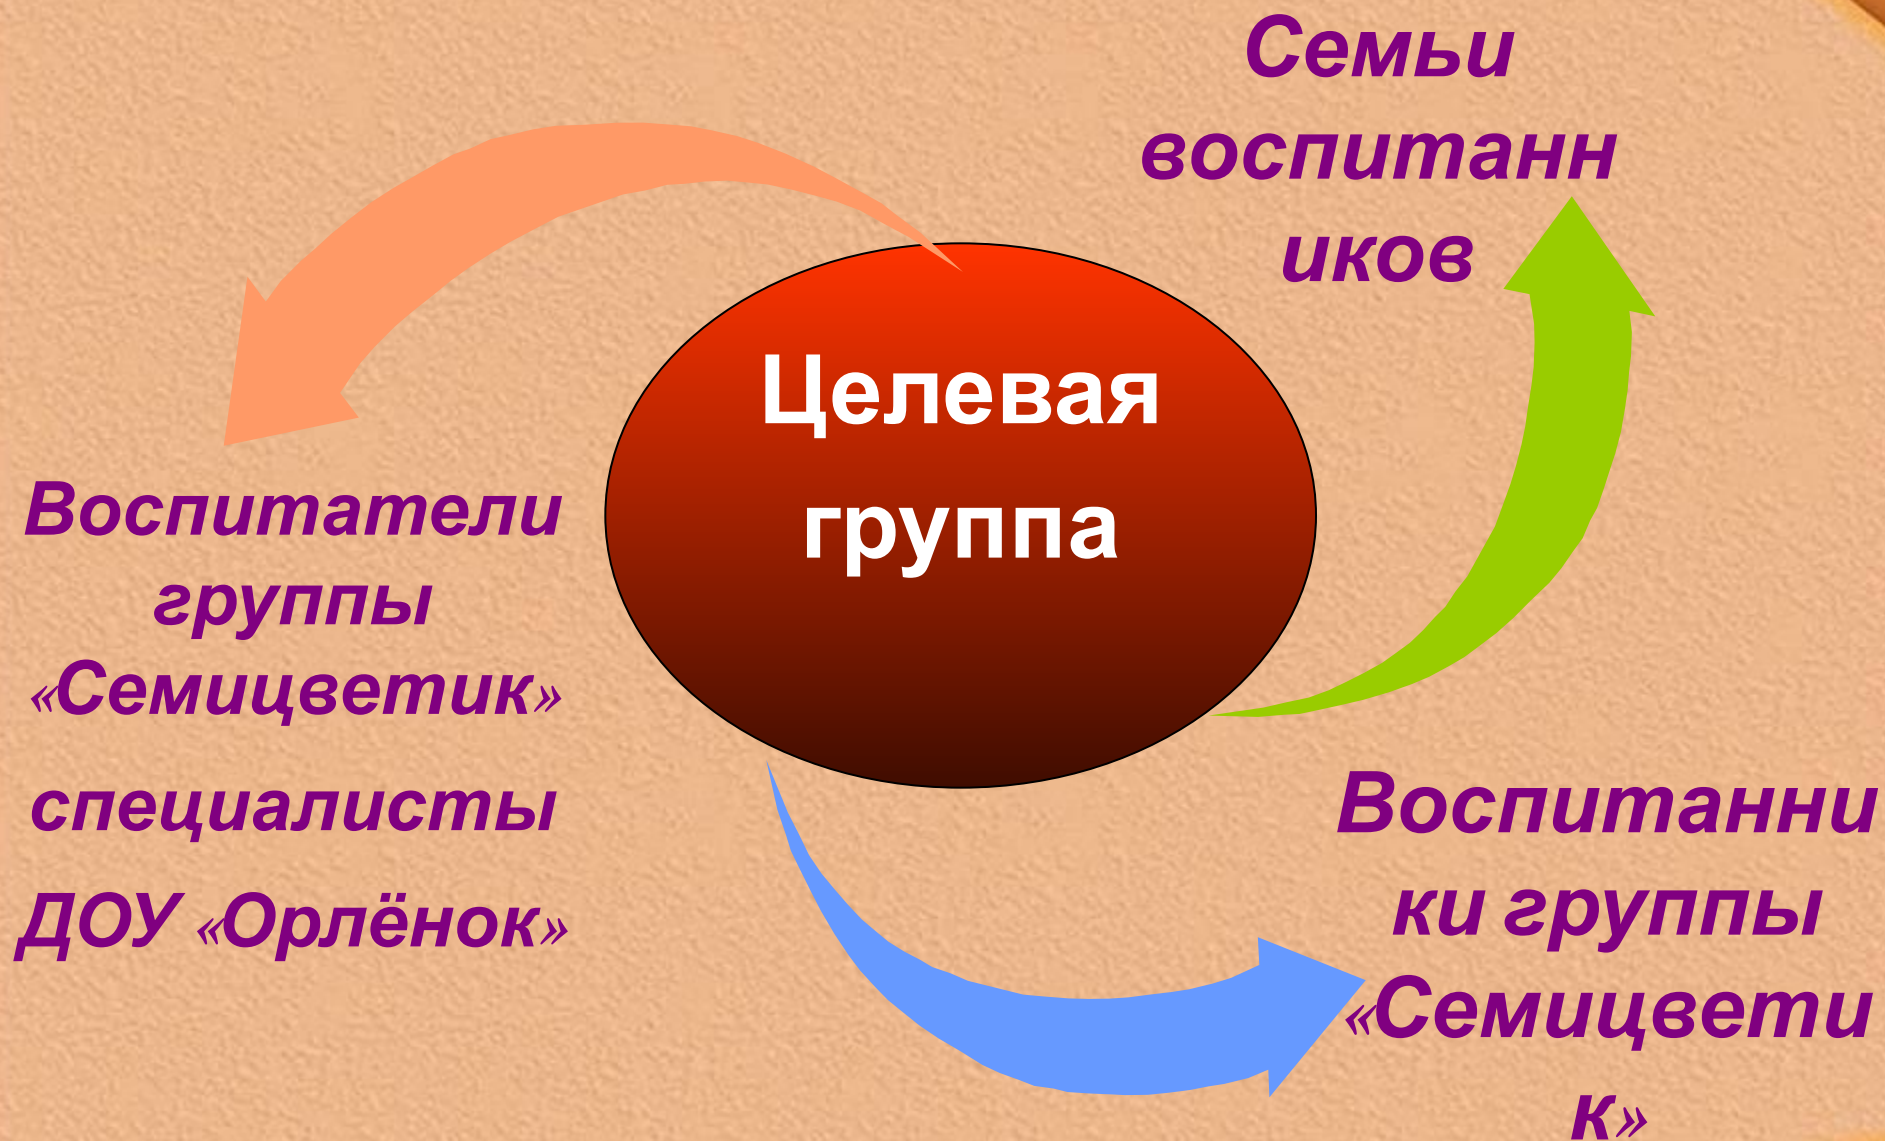 Семьи
воспитанн
иков
Целевая
группа
Воспитатели
группы
«Семицветик»
специалисты
ДОУ «Орлёнок»
Воспитанни
ки группы
«Семицвети
к»